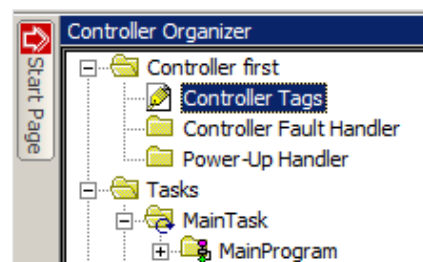 Controller Organizer
Start Page
Controller first
Controller Tags
Controller Fault Handler
Power-Up Handler
Tasks
MainTask
MainProgram